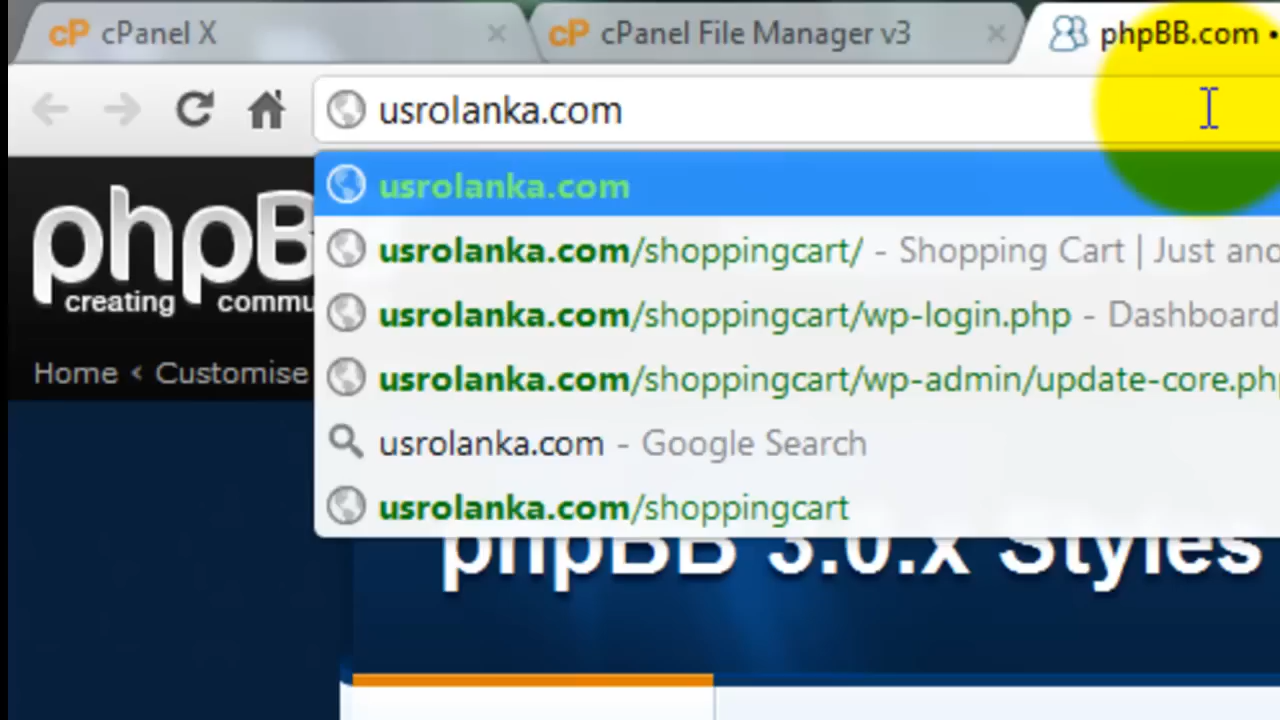 cPanel X
cPanel File Manager v3
phpBB.com •
usrolanka.com
usrolanka.com
usrolanka.com/shoppingcart/ - Shopping Cart | Just
usrolanka.com/shoppingcart/wp-login.php - Dashboard
usrolanka.com/shoppingcart/wp-admin/update-core.php
usrolanka.com - Google Search
usrolanka.com/shoppingcart
phpB
creating commu
Home < Customise
phpBB 3.0.x Styles